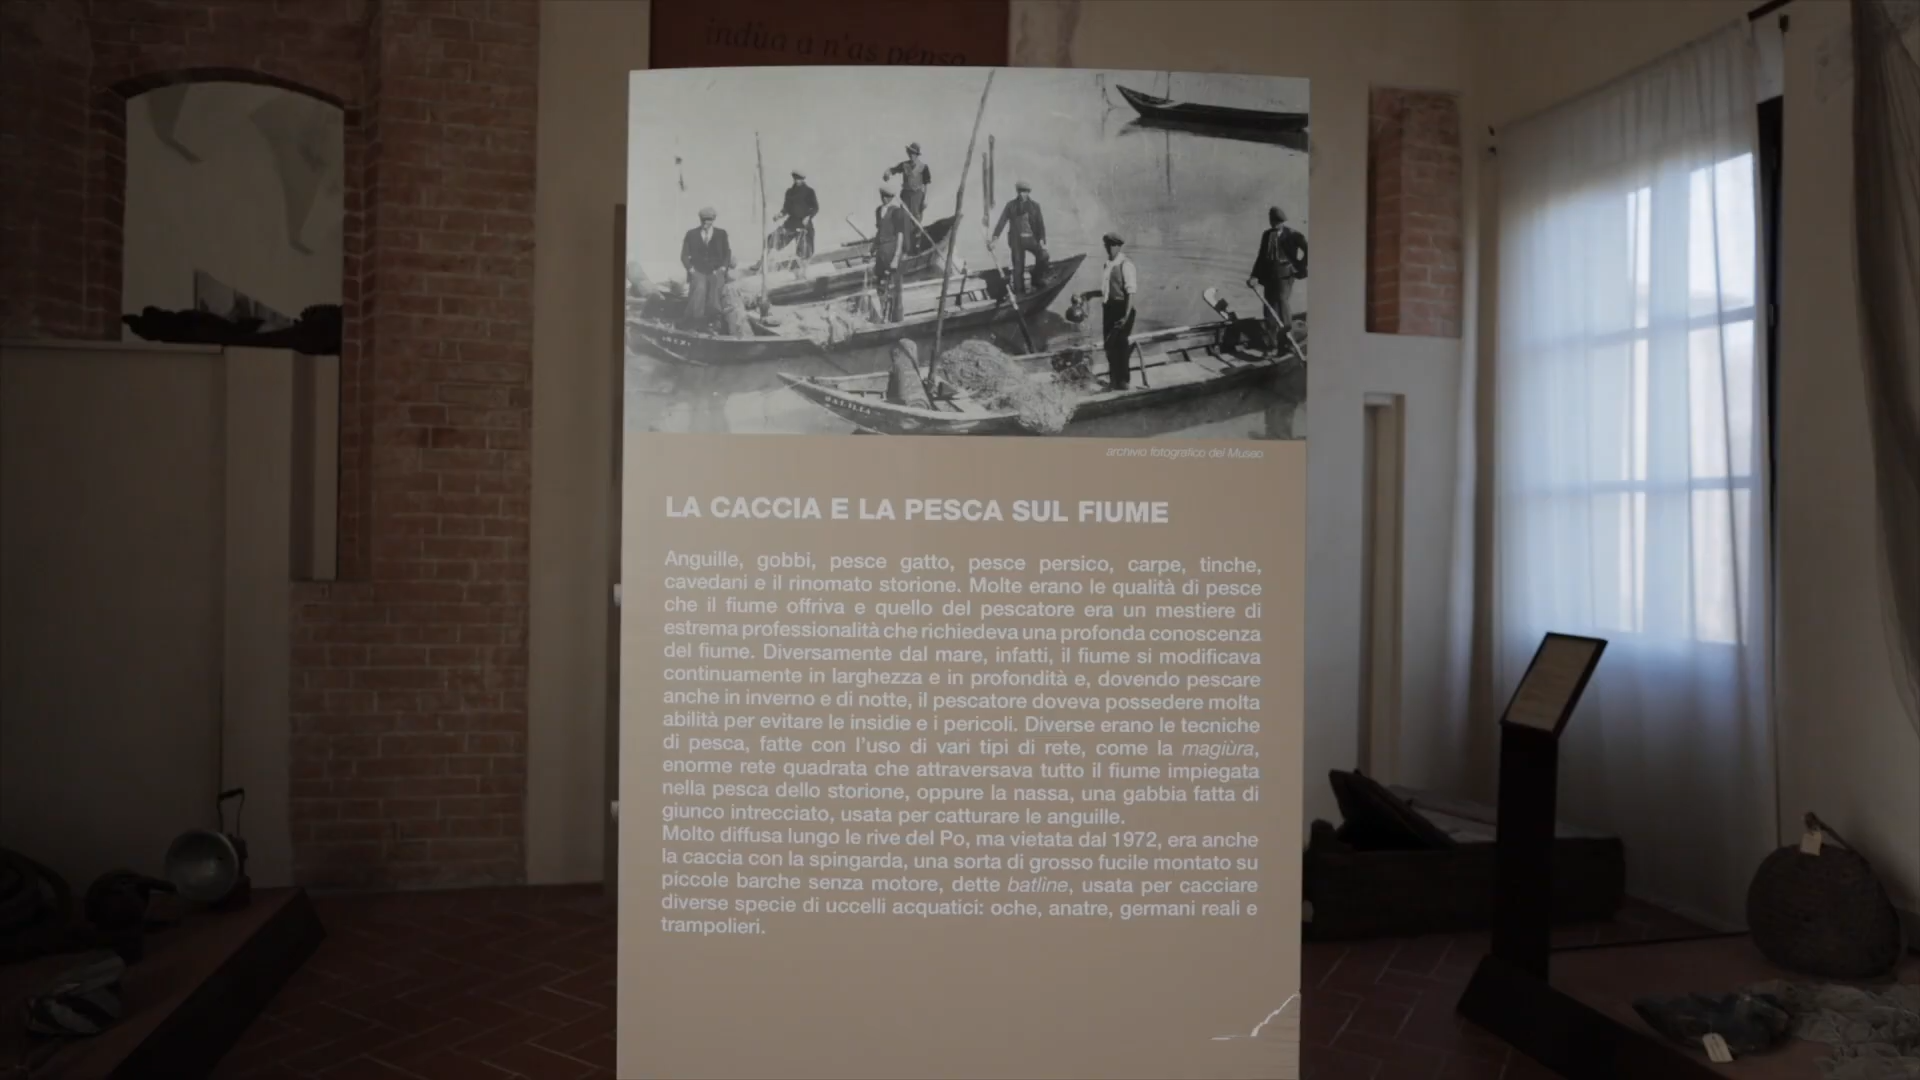 indùa a n'as pénsa
BALILLA
archivio fotografico del Museo
LA CACCIA E LA PESCA SUL FIUME
Anguille, gobbi, pesce gatto, pesce persico, carpe, tinche,
cavedani e il rinomato storione. Molte erano le qualità di pesce
che il fiume offriva e quello del pescatore era un mestiere di
estrema professionalità che richiedeva una profonda conoscenza
del fiume. Diversamente dal mare, infatti, il fiume si modificava
continuamente in larghezza e in profondità e, dovendo pescare
anche in inverno e di notte, il pescatore doveva possedere molta
abilità per evitare le insidie e i pericoli. Diverse erano le tecniche
di pesca, fatte con l'uso di vari tipi di rete, come la magiùra,
enorme rete quadrata che attraversava tutto il fiume impiegata
nella pesca dello storione, oppure la nassa, una gabbia fatta di
giunco intrecciato, usata per catturare le anguille.
Molto diffusa lungo le rive del Po, ma vietata dal 1972, era anche
la caccia con la spingarda, una sorta di grosso fucile montato su
piccole barche senza motore, dette batline, usata per cacciare
diverse specie di uccelli acquatici: oche, anatre, germani reali e
trampolieri.